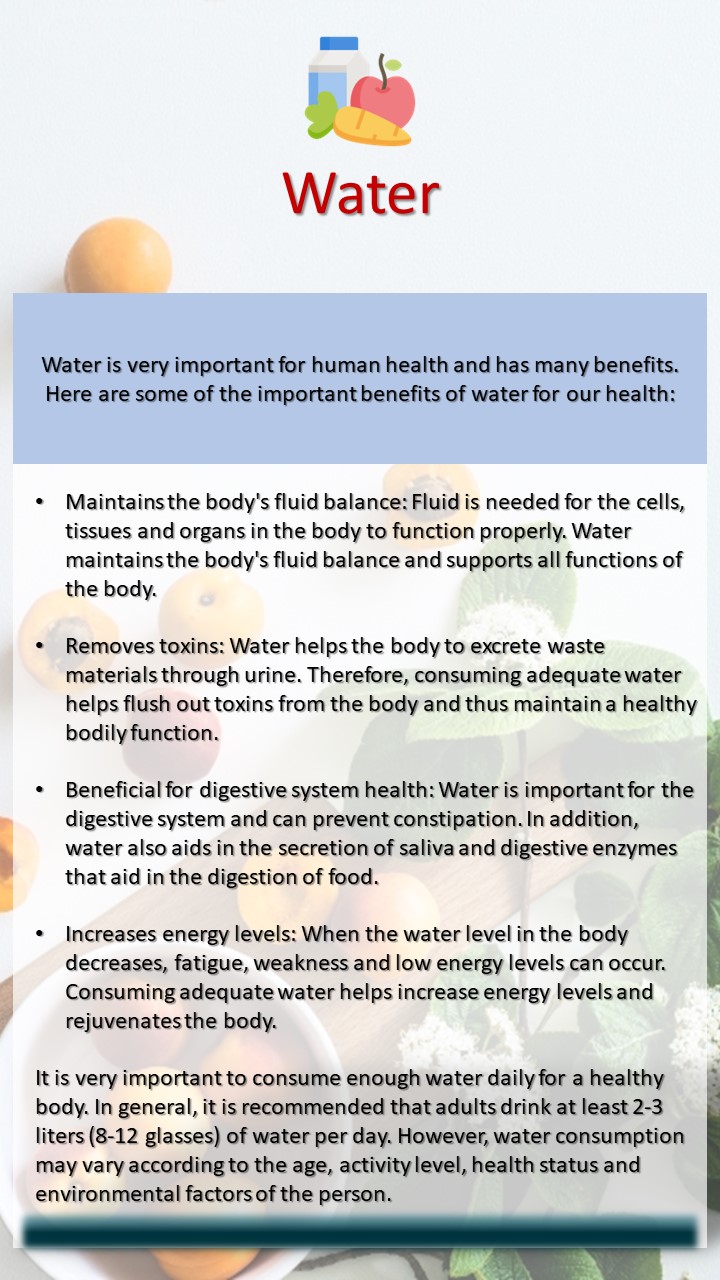 Water
Water is very important for human health and has many benefits.
Here are some of the important benefits of water for our health:
• Maintains the body's fluid balance: Fluid is needed for the cells,
tissues and organs in the body to function properly. Water
maintains the body's fluid balance and supports all functions of
the body.
• Removes toxins: Water helps the body to excrete waste
materials through urine. Therefore, consuming adequate water
helps flush out toxins from the body and thus maintain a healthy
bodily function.
• Beneficial for digestive system health: Water is important for the
digestive system and can prevent constipation. In addition,
water also aids in the secretion of saliva and digestive enzymes
that aid in the digestion of food.
• Increases energy levels: When the water level in the body
decreases, fatigue, weakness and low energy levels can occur.
Consuming adequate water helps increase energy levels and
rejuvenates the body.
It is very important to consume enough water daily for a healthy
body. In general, it is recommended that adults drink at least 2-3
liters (8-12 glasses) of water per day. However, water consumption
may vary according to the age, activity level, health status and
environmental factors of the person.